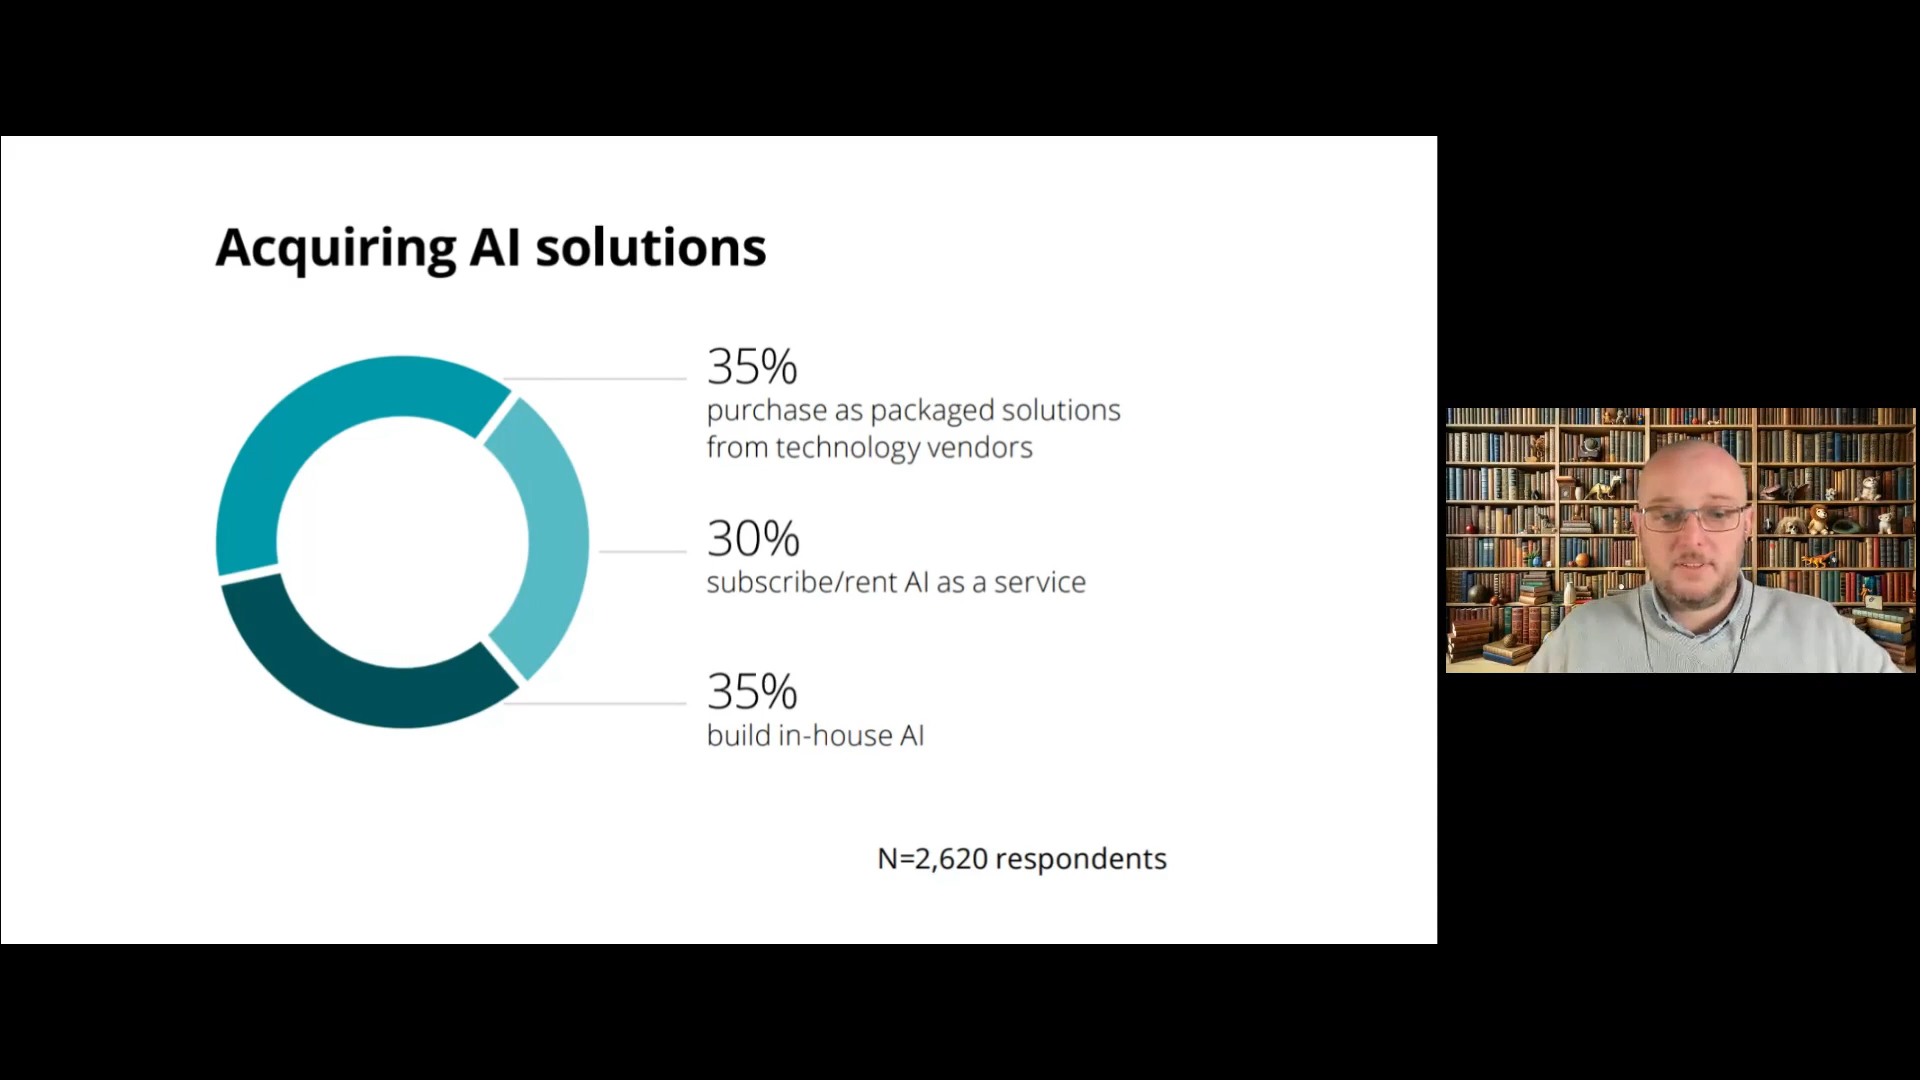 Acquiring AI solutions
35%
purchase as packaged solutions
from technology vendors
30%
subscribe/rent AI as a service
35%
build in-house AI
N=2,620 respondents